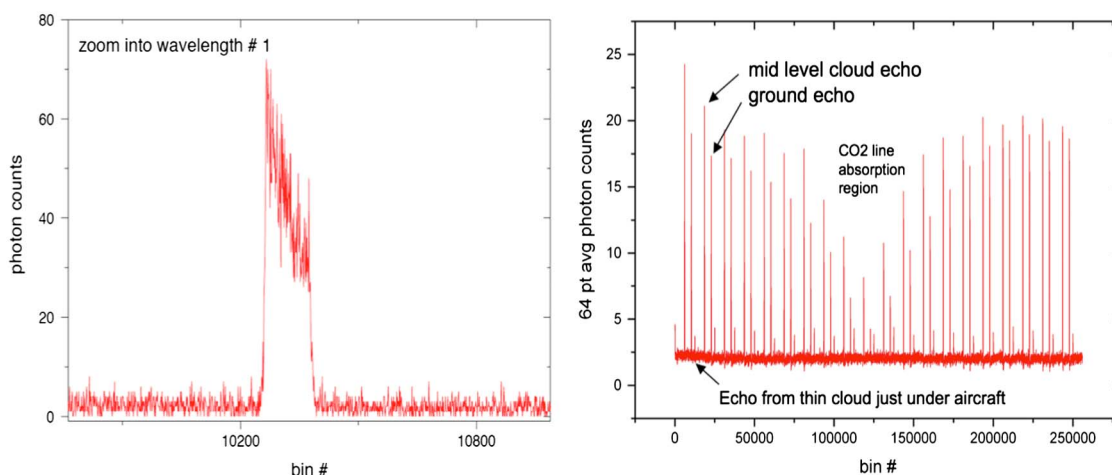 80
60
40
20
0
photon counts
zoom into wavelength # 1
10200
10800
bin #
25
20
15
10
5
0
64 pt avg photon counts
mid level cloud echo
ground echo
CO2 line
absorption
region
Echo from thin cloud just under aircraft
0
50000
100000
150000
200000
250000
bin #